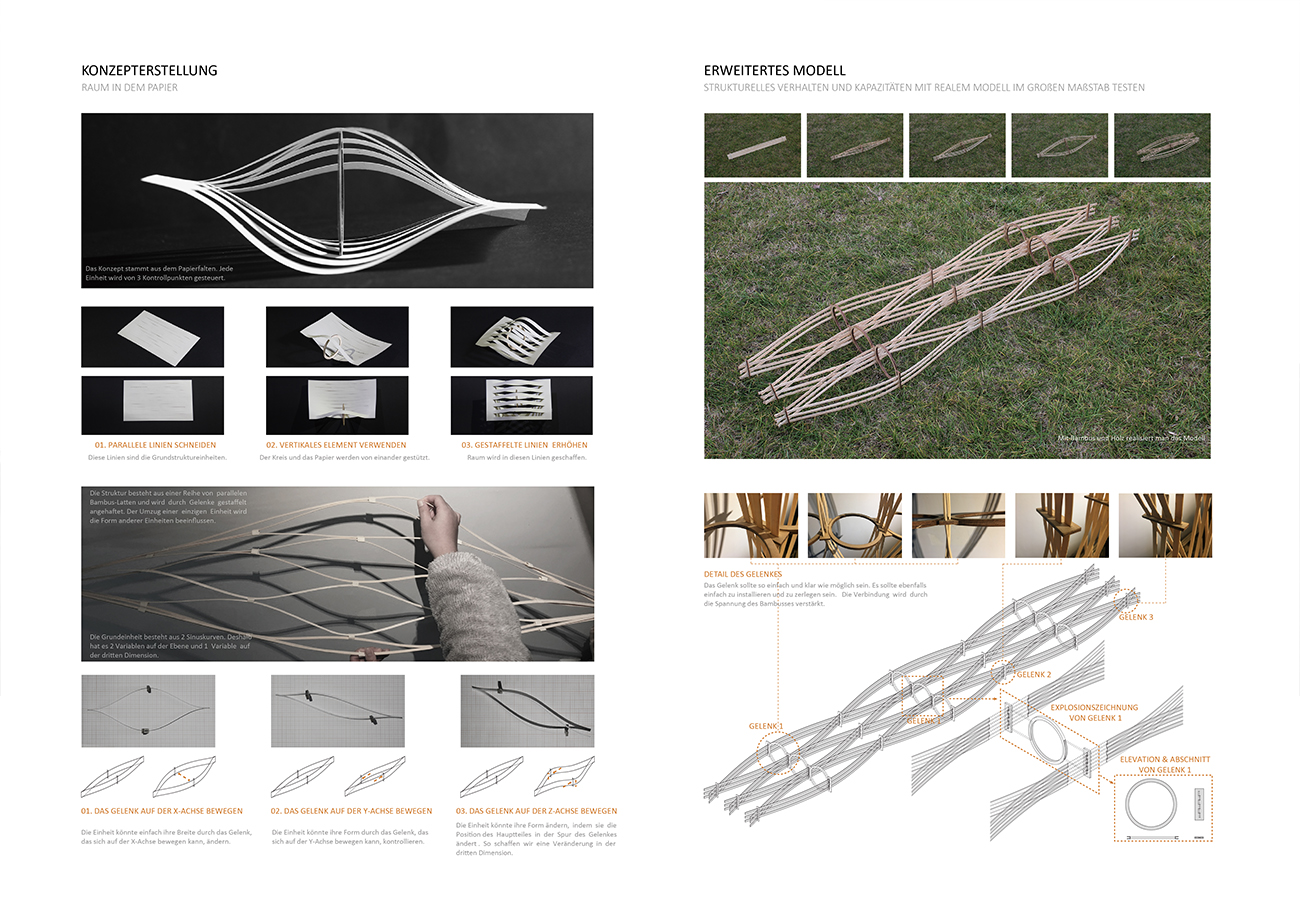 KONZEPTERSTELLUNG
RAUM IN DEM PAPIER
Das Konzept stammt aus dem Papierfalten. Jede
Einheit wird von 3 Kontrollpunkten gesteuert.
01. PARALLELE LINIEN SCHNEIDEN
Diese Linien sind die Grundstruktureinheiten.
02. VERTIKALES ELEMENT VERWENDEN
Der Kreis und das Papier werden von einander gestützt.
03. GESTAFFELTE LINIEN ERHÖHEN
Raum wird in diesen Linien geschaffen.
Die Struktur besteht aus einer Reihe von parallelen
Bambus-Latten und wird durch Gelenke gestaffelt
angehaftet. Der Umzug einer einzigen Einheit wird
die Form anderer Einheiten beeinflussen.
Die Grundeinheit besteht aus 2 Sinuskurven. Deshalb
hat es 2 Variablen auf der Ebene und 1 Variable auf
der dritten Dimension.
01. DAS GELENK AUF DER X-ACHSE BEWEGEN
Die Einheit könnte einfach ihre Breite durch das Gelenk,
das sich auf der X-Achse bewegen kann, ändern.
02. DAS GELENK AUF DER Y-ACHSE BEWEGEN
Die Einheit könnte ihre Form durch das Gelenk, das
sich auf der Y-Achse bewegen kann, kontrollieren.
03. DAS GELENK AUF DER Z-ACHSE BEWEGEN
Die Einheit könnte ihre Form ändern, indem sie die
Position des Hauptteiles in der Spur des Gelenkes
ändert . So schaffen wir eine Veränderung in der
dritten Dimension.
ERWEITERTES MODELL
STRUKTURELLES VERHALTEN UND KAPAZITÄTEN MIT REALEM MODELL IM GROßEN MAßSTAB TESTEN
Mit Bambus und Holz realisiert man das Modell
DETAIL DES GELENKES
Das Gelenk sollte so einfach und klar wie möglich sein. Es sollte ebenfalls
einfach zu installieren und zu zerlegen sein. Die Verbindung wird durch
die Spannung des Bambusses verstärkt.
GELENK 3
GELENK 2
GELENK 1
GELENK 1
EXPLOSIONSZEICHNUNG
VON GELENK 1
ELEVATION & ABSCHNITT
VON GELENK 1